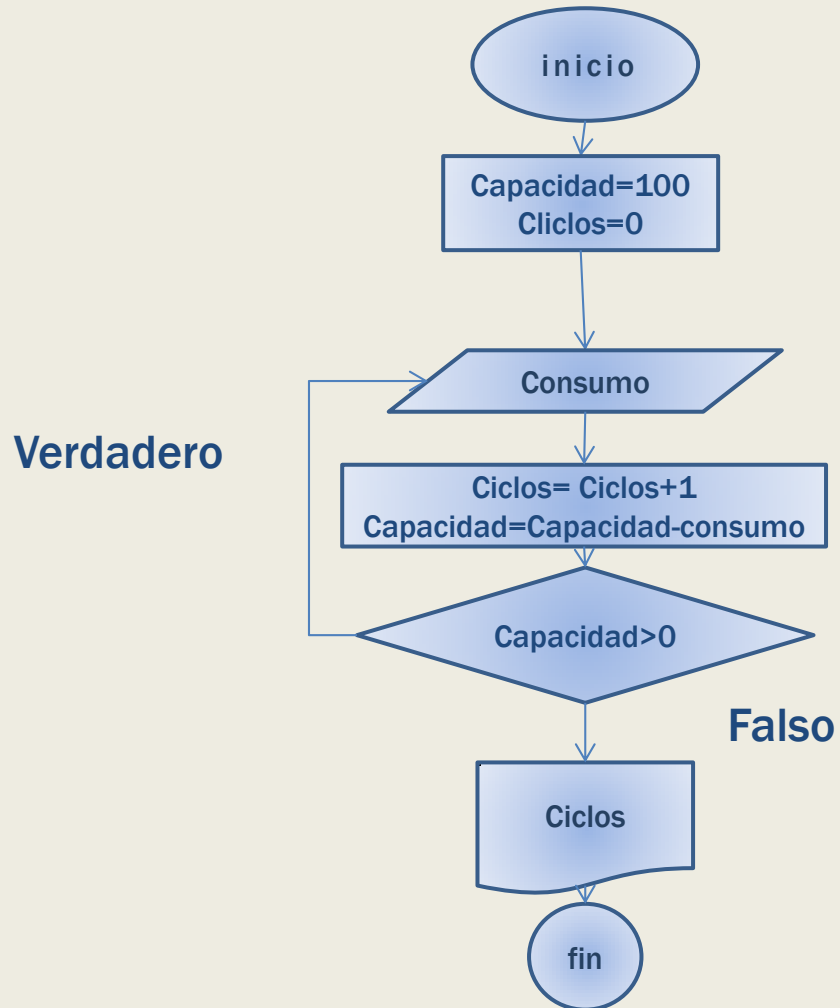 inicio
Capacidad=100
Cliclos=0
Consumo
Verdadero
Ciclos= Ciclos+1
Capacidad=Capacidad-consumo
Capacidad>0
Falso
Ciclos
fin